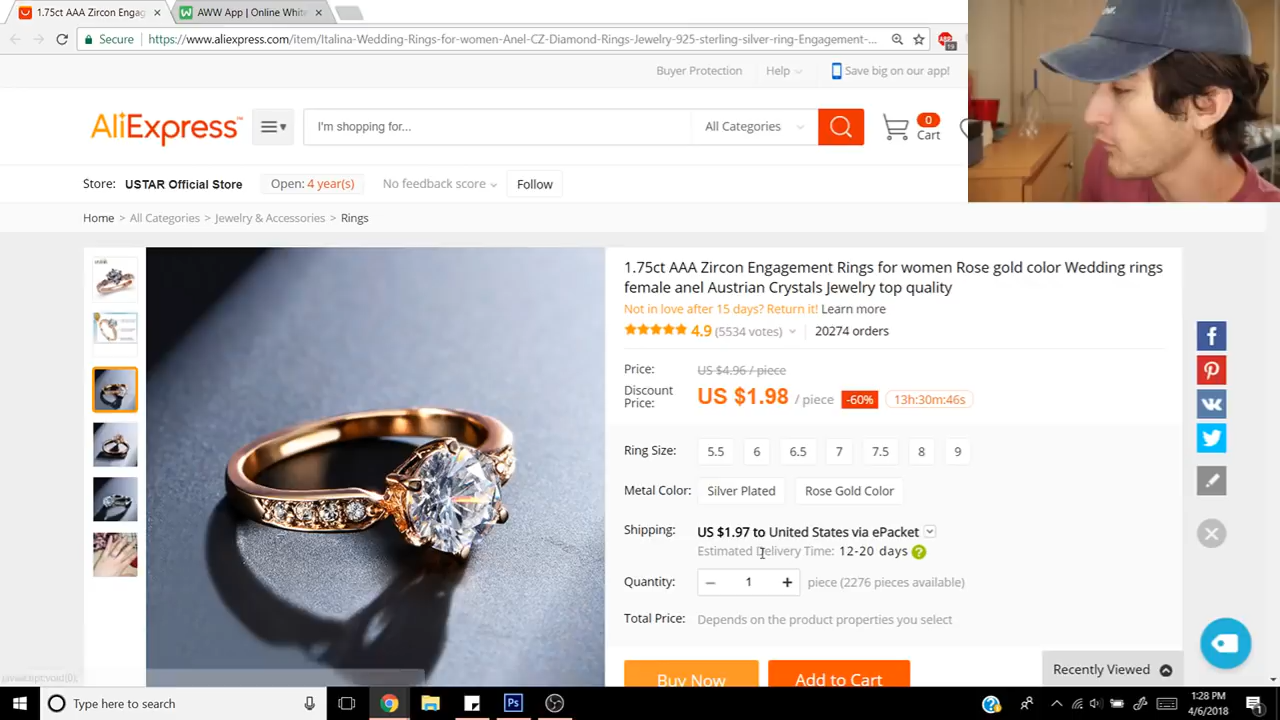 1.75ct AAA Zircon Engag
AWW App | Online White
Secure
https://www.aliexpress.com/item/Italina-Wedding-Rings-for-women-Anel-CZ-Diamond-Rings-Jewelry-925-sterling-silver-ring-Engagement-...
Buyer Protection
Help
Save big on our app!
AliExpress
I'm shopping for...
All Categories
0
Cart
Store: USTAR Official Store
Open: 4 year(s)
No feedback score
Follow
Home > All Categories > Jewelry & Accessories > Rings
1.75ct AAA Zircon Engagement Rings for women Rose gold color Wedding rings
female anel Austrian Crystals Jewelry top quality
Not in love after 15 days? Return it! Learn more
4.9 (5534 votes) 20274 orders
Price: US $4.96 / piece
Discount Price: US $1.98 / piece -60% 13h:30m:46s
Ring Size: 5.5 6 6.5 7 7.5 8 9
Metal Color: Silver Plated Rose Gold Color
Shipping: US $1.97 to United States via ePacket
Estimated Delivery Time: 12-20 days ?
Quantity: − 1 + piece (2276 pieces available)
Total Price: Depends on the product properties you select
Buy Now
Add to Cart
Recently Viewed
Type here to search
Ps
1:28 PM
4/6/2018